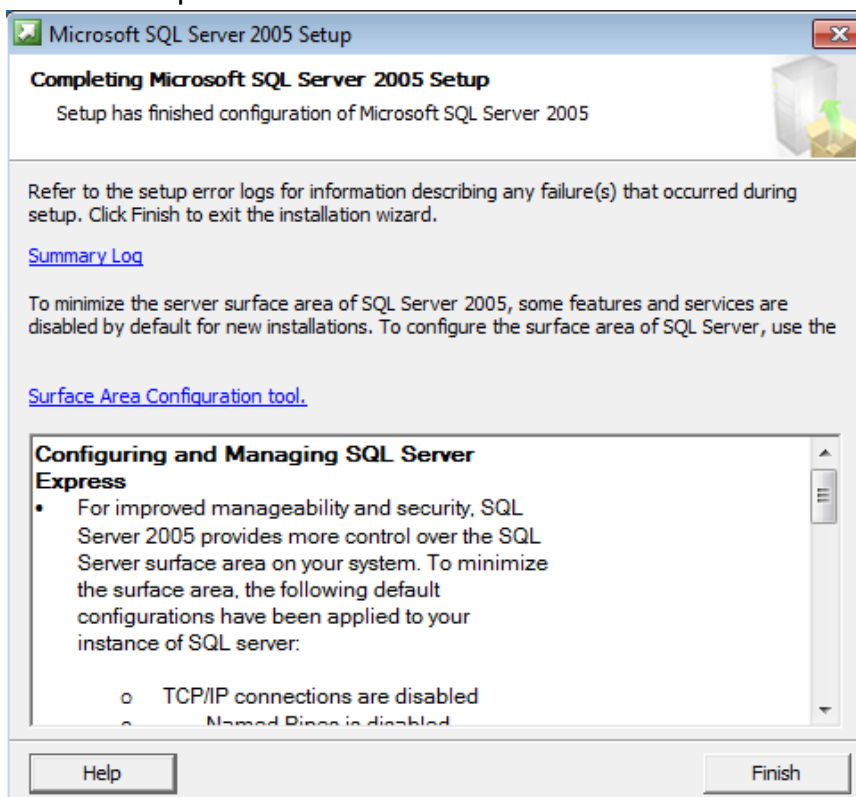 Microsoft SQL Server 2005 Setup
Completing Microsoft SQL Server 2005 Setup
Setup has finished configuration of Microsoft SQL Server 2005
Refer to the setup error logs for information describing any failure(s) that occurred during
setup. Click Finish to exit the installation wizard.
Summary Log
To minimize the server surface area of SQL Server 2005, some features and services are
disabled by default for new installations. To configure the surface area of SQL Server, use the
Surface Area Configuration tool.
Configuring and Managing SQL Server
Express
• For improved manageability and security, SQL
Server 2005 provides more control over the SQL
Server surface area on your system. To minimize
the surface area, the following default
configurations have been applied to your
instance of SQL server:
o TCP/IP connections are disabled
o Named Pipes is disabled
Help
Finish